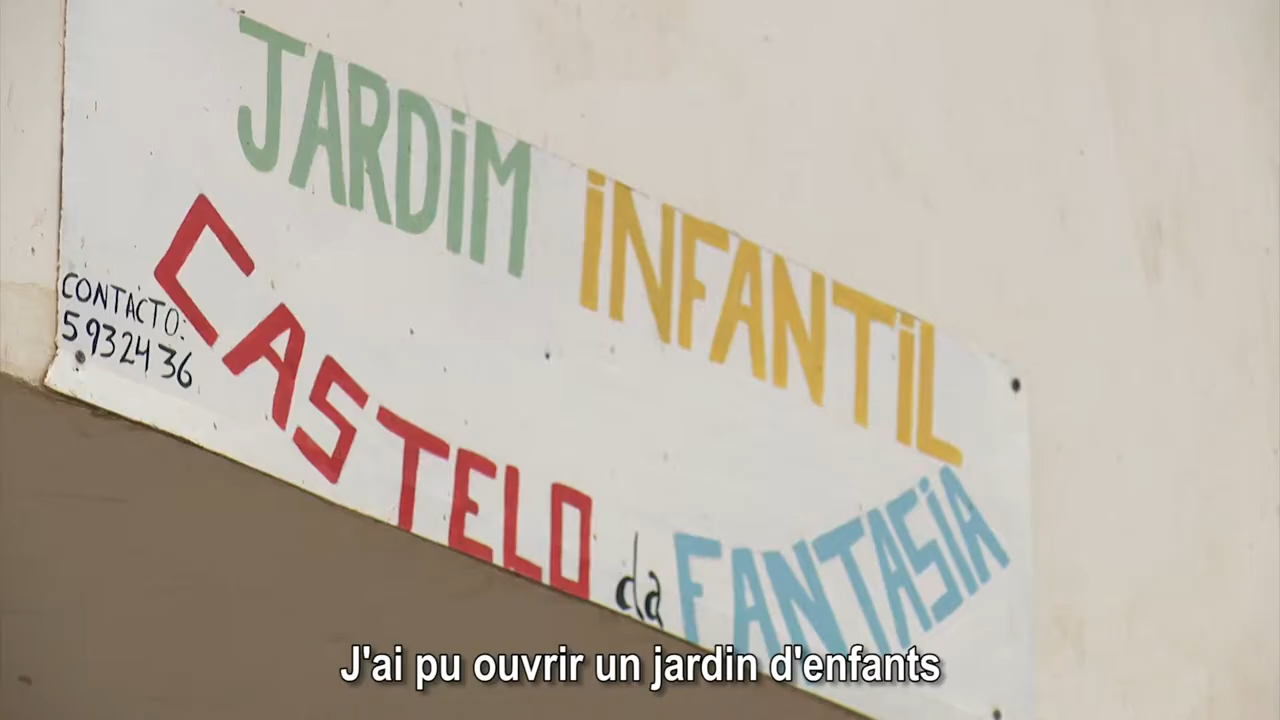 JARDiM iNFANTiL
CASTELO da FANTASiA
CONTACTO:
5932436
J'ai pu ouvrir un jardin d'enfants